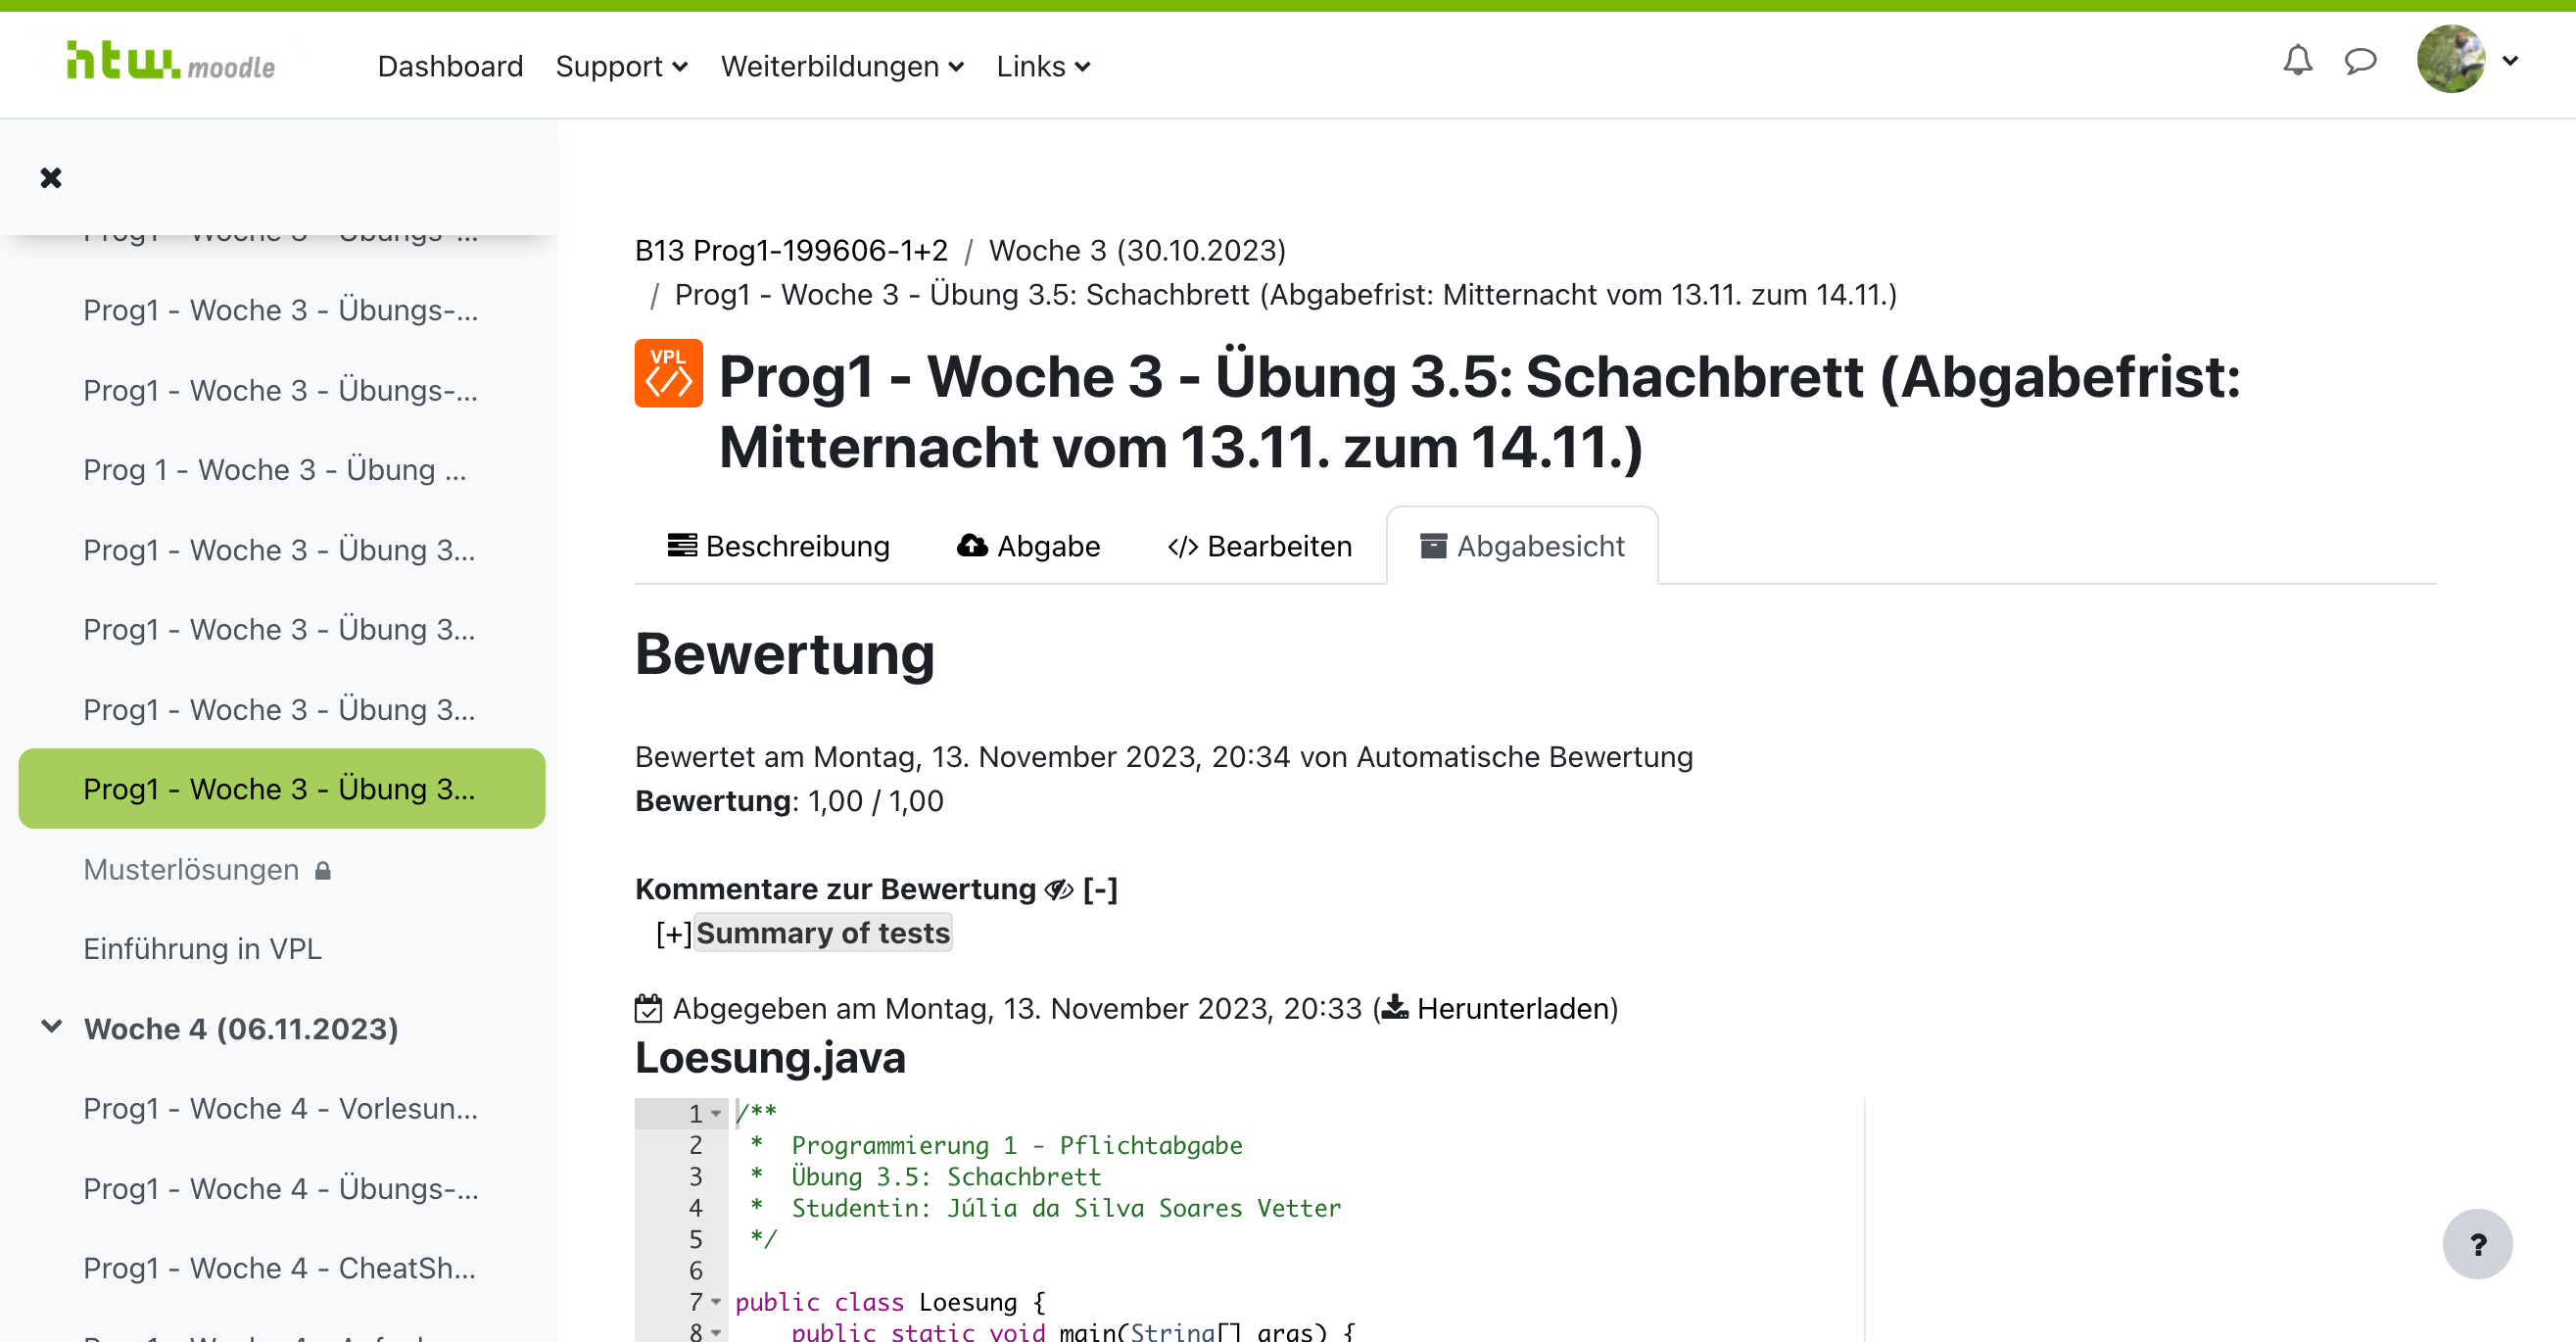 htw. moodle
Dashboard Support Weiterbildungen Links
Prog1 - Woche 3 - Übungs-...
Prog1 - Woche 3 - Übungs-...
Prog1 - Woche 3 - Übungs-...
Prog 1 - Woche 3 - Übung ...
Prog1 - Woche 3 - Übung 3...
Prog1 - Woche 3 - Übung 3...
Prog1 - Woche 3 - Übung 3...
Prog1 - Woche 3 - Übung 3...
Musterlösungen
Einführung in VPL
Woche 4 (06.11.2023)
Prog1 - Woche 4 - Vorlesun...
Prog1 - Woche 4 - Übungs-...
Prog1 - Woche 4 - CheatSh...
B13 Prog1-199606-1+2 / Woche 3 (30.10.2023)
/ Prog1 - Woche 3 - Übung 3.5: Schachbrett (Abgabefrist: Mitternacht vom 13.11. zum 14.11.)
VPL </>
Prog1 - Woche 3 - Übung 3.5: Schachbrett (Abgabefrist:
Mitternacht vom 13.11. zum 14.11.)
Beschreibung Abgabe </> Bearbeiten Abgabesicht
Bewertung
Bewertet am Montag, 13. November 2023, 20:34 von Automatische Bewertung
Bewertung: 1,00 / 1,00
Kommentare zur Bewertung [-]
[+]Summary of tests
Abgegeben am Montag, 13. November 2023, 20:33 (Herunterladen)
Loesung.java
1 /**
2 * Programmierung 1 - Pflichtabgabe
3 * Übung 3.5: Schachbrett
4 * Studentin: Júlia da Silva Soares Vetter
5 */
6
7 public class Loesung {
8 public static void main(String[] args) {
?